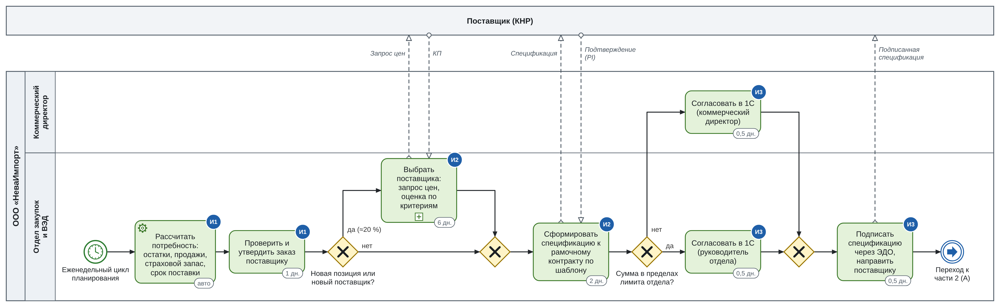 Поставщик (КНР)
Запрос цен
КП
Спецификация
Подтверждение
(PI)
Подписанная
спецификация
ООО «НеваИмпорт»
Коммерческий
директор
И3
Согласовать в 1С
(коммерческий
директор)
0,5 дн.
Отдел закупок
и ВЭД
Еженедельный цикл
планирования
И1
Рассчитать
потребность:
остатки, продажи,
страховой запас,
срок поставки
авто
И1
Проверить и
утвердить заказ
поставщику
1 дн.
Новая позиция или
новый поставщик?
да (≈20 %)
нет
И2
Выбрать
поставщика:
запрос цен,
оценка по
критериям
6 дн.
И2
Сформировать
спецификацию к
рамочному
контракту по
шаблону
2 дн.
Сумма в пределах
лимита отдела?
нет
да
И3
Согласовать в 1С
(руководитель
отдела)
0,5 дн.
И3
Подписать
спецификацию
через ЭДО,
направить
поставщику
0,5 дн.
Переход к
части 2 (А)